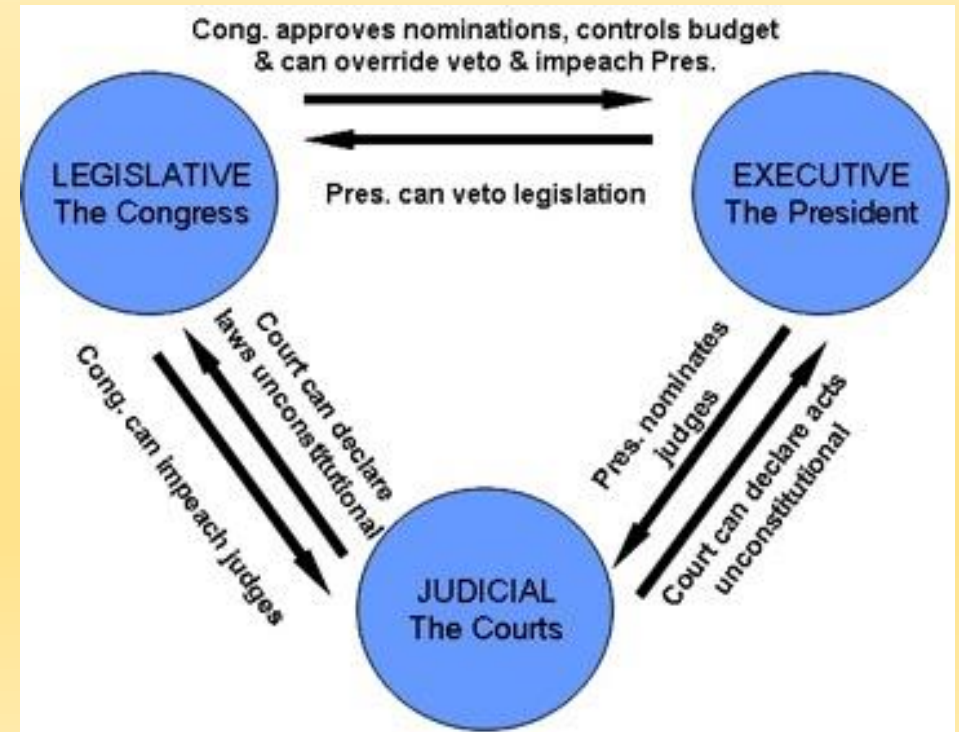 Cong. approves nominations, controls budget
& can override veto & impeach Pres.
LEGISLATIVE
The Congress
EXECUTIVE
The President
Pres. can veto legislation
Court can declare
laws unconstitutional
Cong. can impeach judges
Pres. nominates
judges
Court can declare acts
unconstitutional
JUDICIAL
The Courts